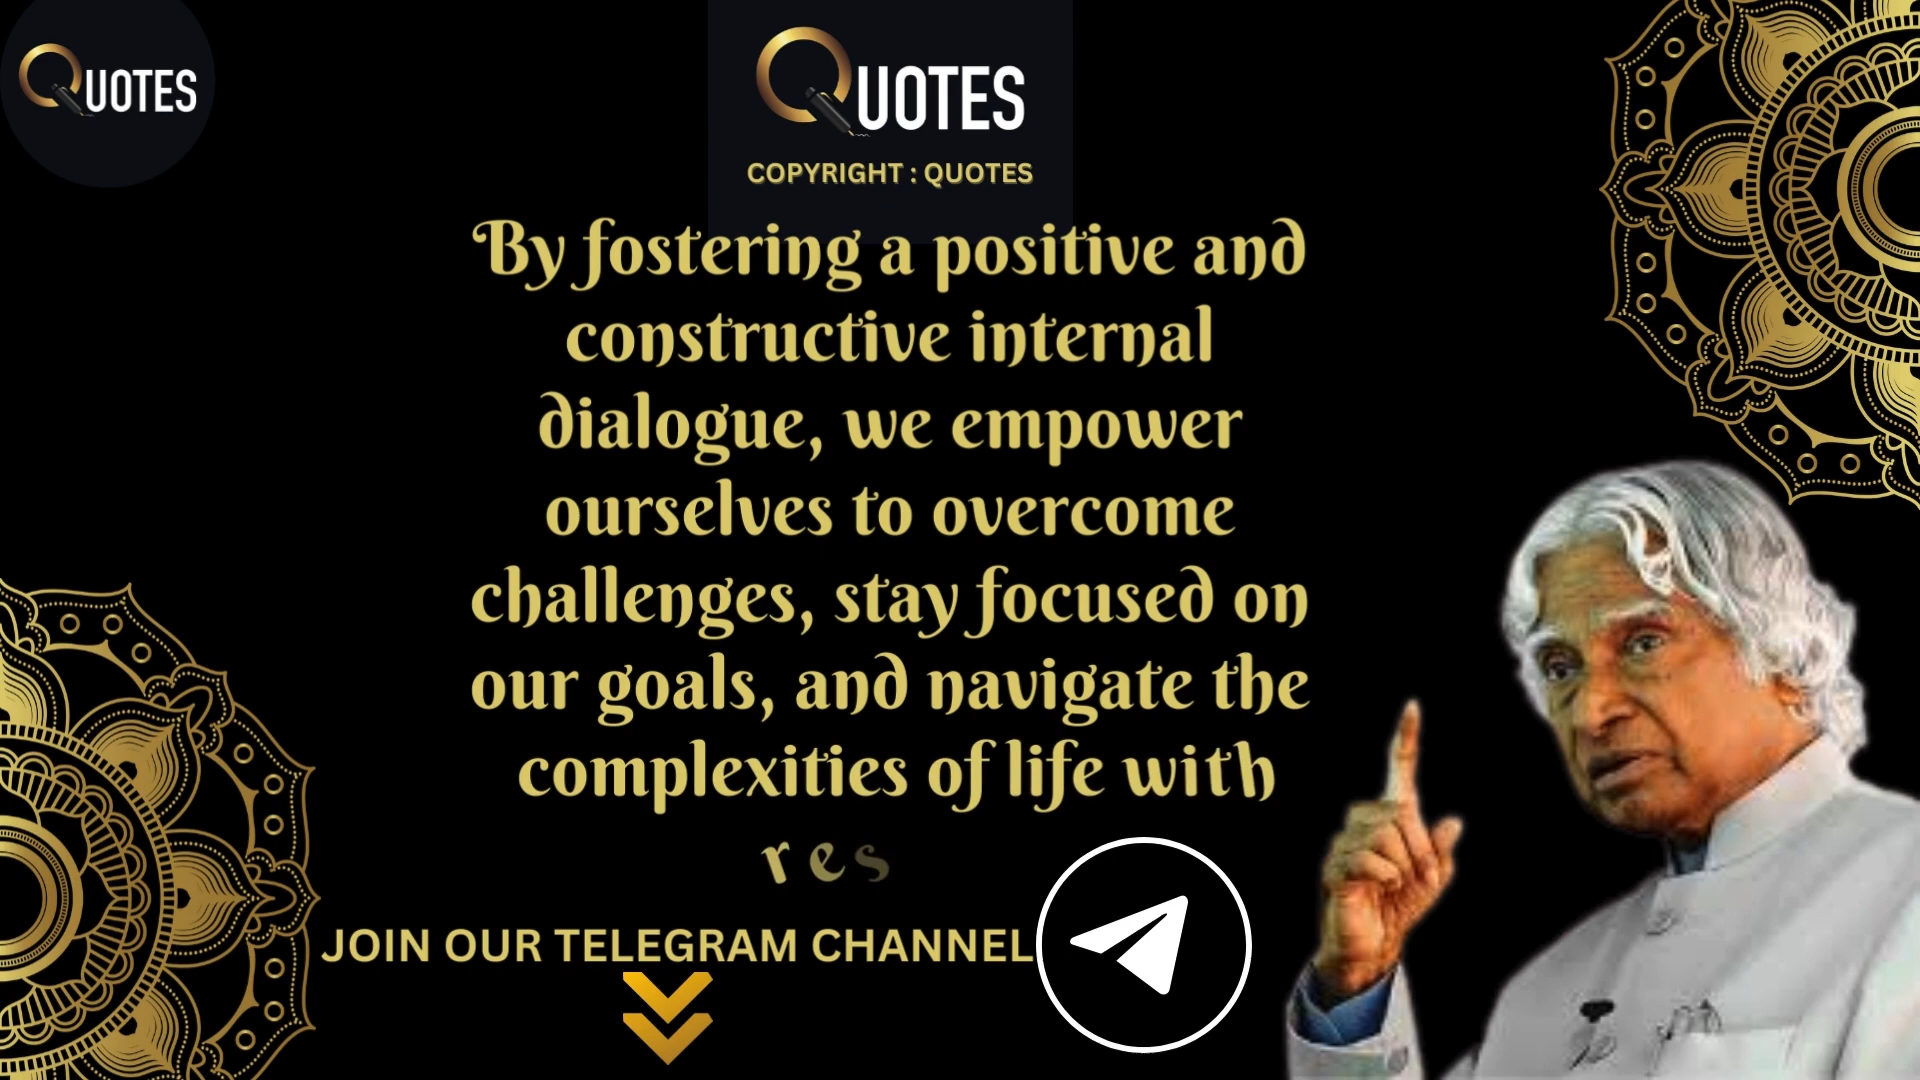 QUOTES
QUOTES
COPYRIGHT : QUOTES
By fostering a positive and
constructive internal
dialogue, we empower
ourselves to overcome
challenges, stay focused on
our goals, and navigate the
complexities of life with
res
JOIN OUR TELEGRAM CHANNEL